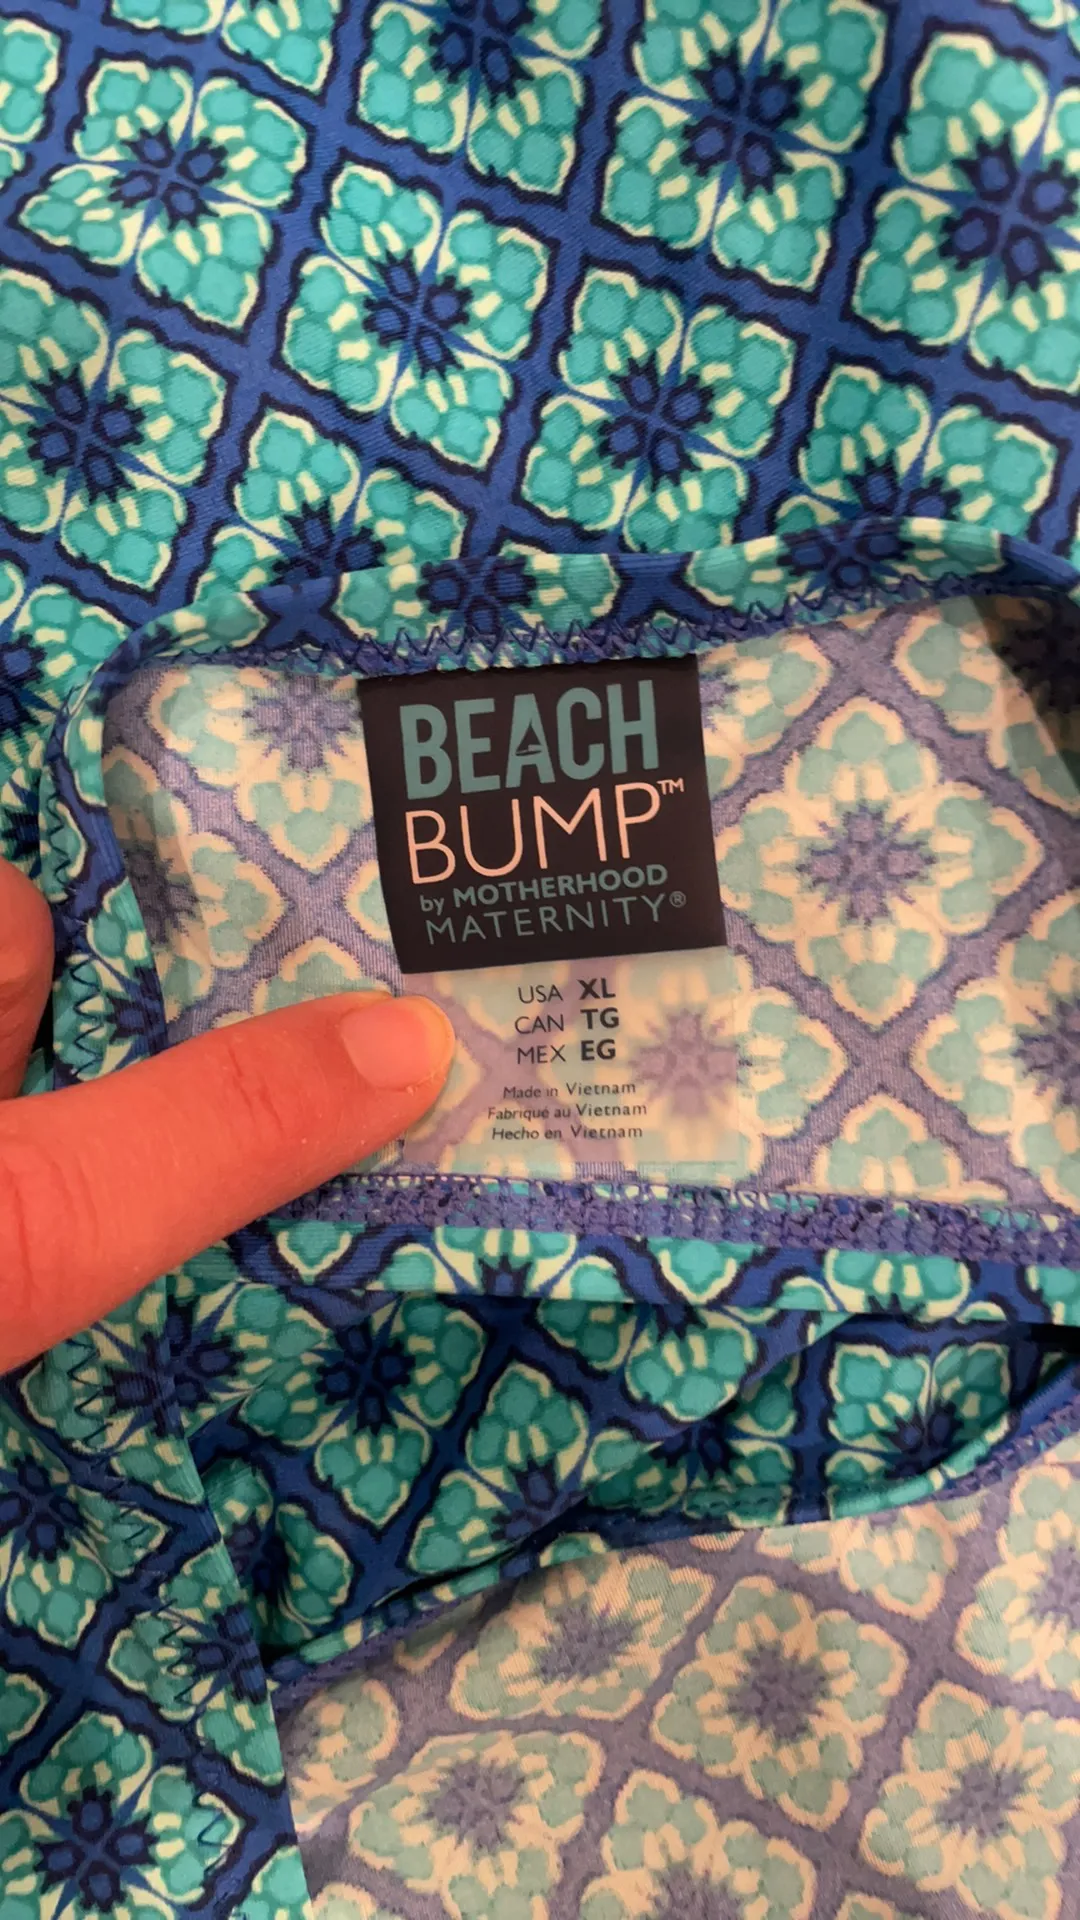 BEACH
BUMP™
by MOTHERHOOD
MATERNITY®
USA XL
CAN TG
MEX EG
Made in Vietnam
Fabriqué au Vietnam
Hecho en Vietnam